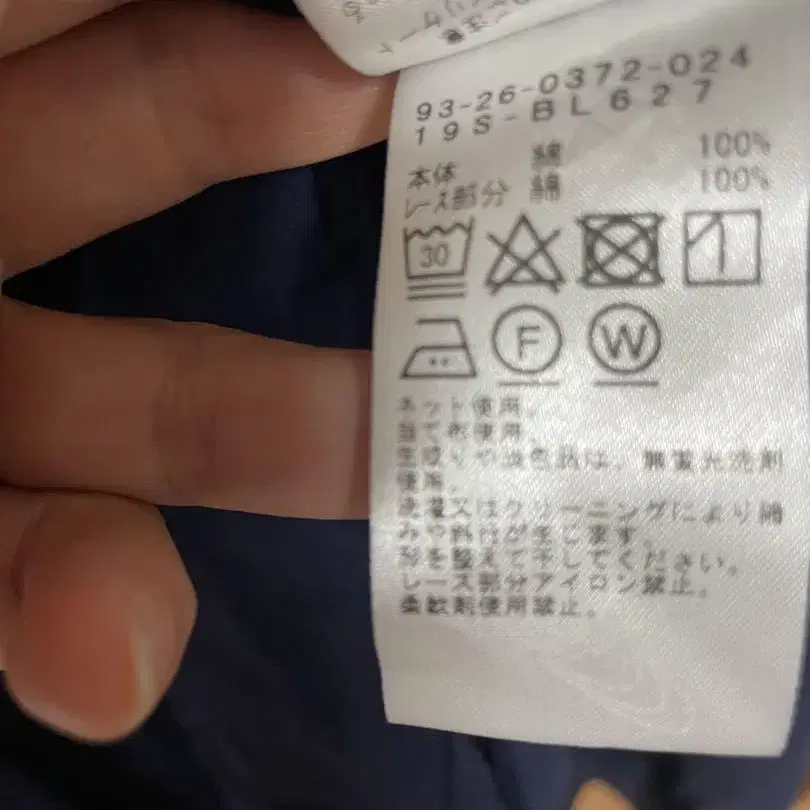 93-26-0372-024
19S-BL627
本体 綿 100%
レース部分 綿 100%
30
F W
ネット使用。
当て布使用。
生成りや淡色品は、無蛍光洗剤
使用。
洗濯又はクリーニングにより縮
みや色落が生じます。
形を整えて干してください。
レース部分アイロン禁止。
柔軟剤使用禁止。